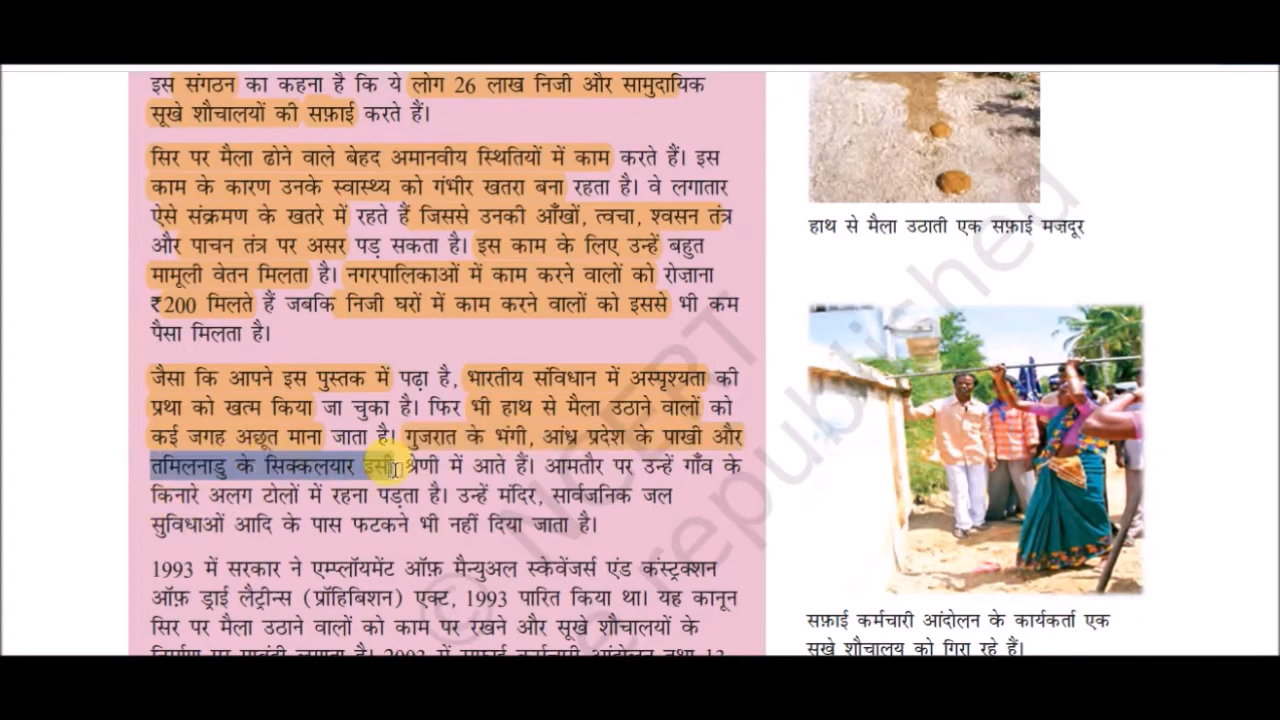 इस संगठन का कहना है कि ये लोग 26 लाख निजी और सामुदायिक
सूखे शौचालयों की सफ़ाई करते हैं।
सिर पर मैला ढोने वाले बेहद अमानवीय स्थितियों में काम करते हैं। इस
काम के कारण उनके स्वास्थ्य को गंभीर खतरा बना रहता है। वे लगातार
ऐसे संक्रमण के खतरे में रहते हैं जिससे उनकी आँखों, त्वचा, श्वसन तंत्र
और पाचन तंत्र पर असर पड़ सकता है। इस काम के लिए उन्हें बहुत
मामूली वेतन मिलता है। नगरपालिकाओं में काम करने वालों को रोज़ाना
₹200 मिलते हैं जबकि निजी घरों में काम करने वालों को इससे भी कम
पैसा मिलता है।
जैसा कि आपने इस पुस्तक में पढ़ा है, भारतीय संविधान में अस्पृश्यता की
प्रथा को खत्म किया जा चुका है। फिर भी हाथ से मैला उठाने वालों को
कई जगह अछूत माना जाता है। गुजरात के भंगी, आंध्र प्रदेश के पाखी और
तमिलनाडु के सिक्कलयार इसी श्रेणी में आते हैं। आमतौर पर उन्हें गाँव के
किनारे अलग टोलों में रहना पड़ता है। उन्हें मंदिर, सार्वजनिक जल
सुविधाओं आदि के पास फटकने भी नहीं दिया जाता है।
1993 में सरकार ने एम्प्लॉयमेंट ऑफ़ मैन्युअल स्केवेंजर्स एंड कंस्ट्रक्शन
ऑफ़ ड्राई लैट्रीन्स (प्रॉहिबिशन) एक्ट, 1993 पारित किया था। यह कानून
सिर पर मैला उठाने वालों को काम पर रखने और सूखे शौचालयों के
हाथ से मैला उठाती एक सफ़ाई मज़दूर
सफ़ाई कर्मचारी आंदोलन के कार्यकर्ता एक
सूखे शौचालय को गिरा रहे हैं।
© NCERT
republished